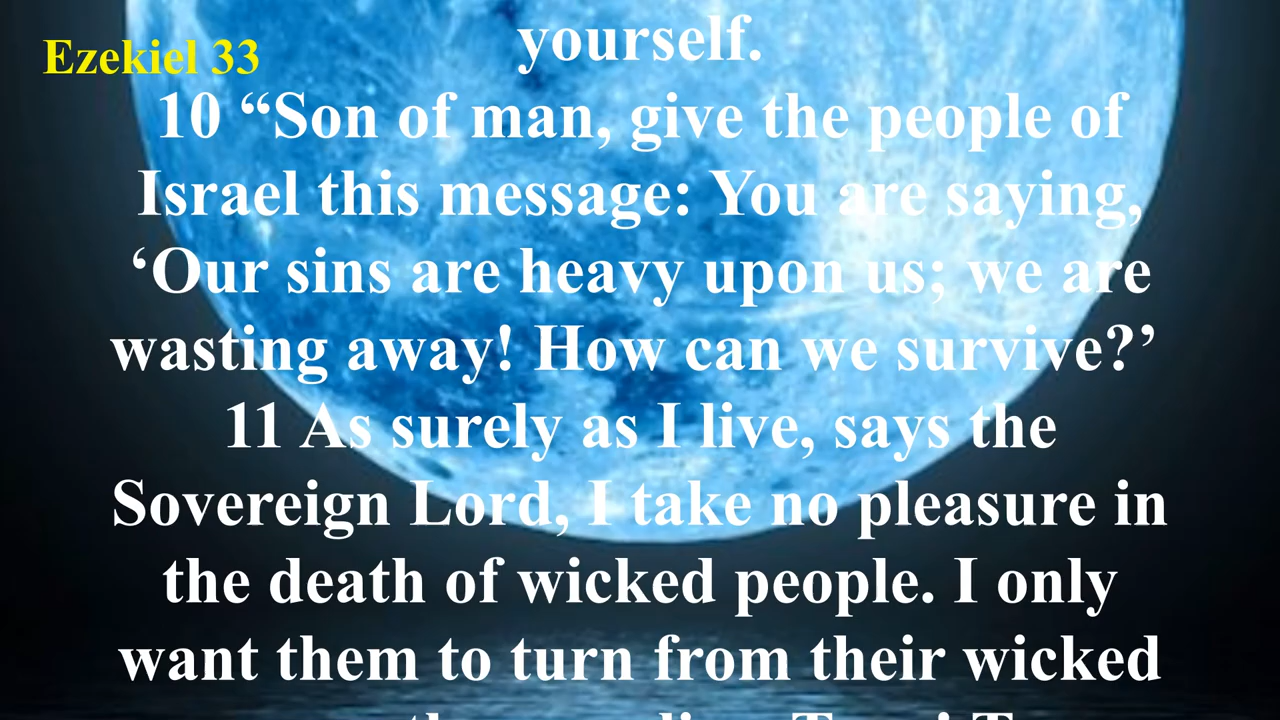 Ezekiel 33
yourself.
10 “Son of man, give the people of
Israel this message: You are saying,
‘Our sins are heavy upon us; we are
wasting away! How can we survive?’
11 As surely as I live, says the
Sovereign Lord, I take no pleasure in
the death of wicked people. I only
want them to turn from their wicked